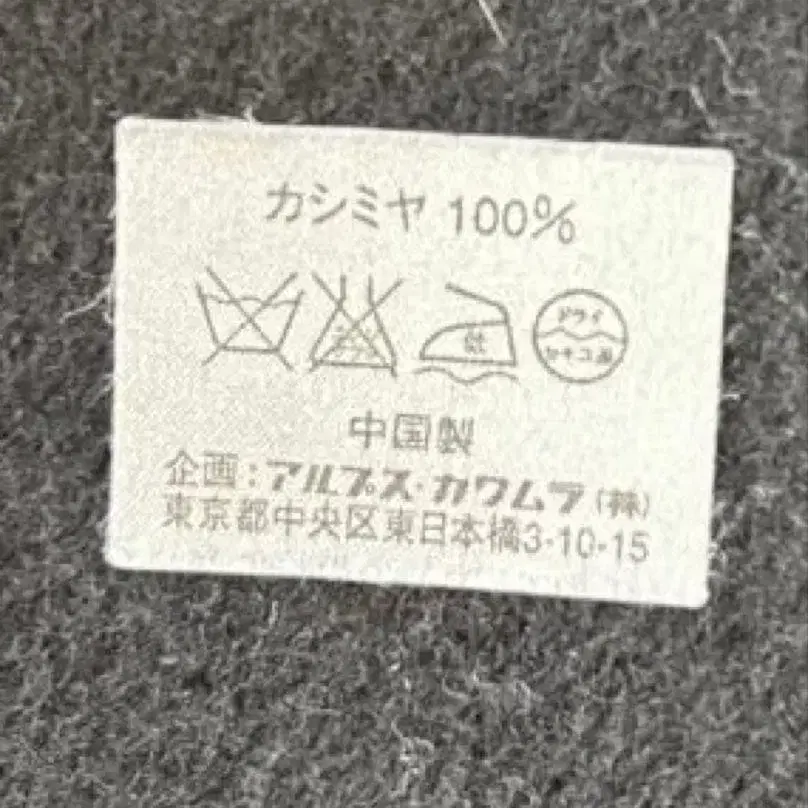 カシミヤ 100%
低 ドライ
セキユ系
中国製
企画:アルプス・カワムラ(株)
東京都中央区東日本橋3-10-15